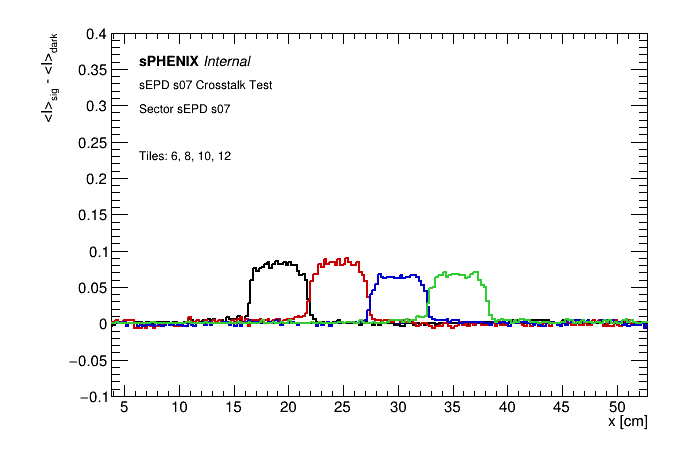 <I>sig - <I>dark
0.4
0.35
0.3
0.25
0.2
0.15
0.1
0.05
0
−0.05
−0.1
sPHENIX Internal
sEPD s07 Crosstalk Test
Sector sEPD s07
Tiles: 6, 8, 10, 12
5 10 15 20 25 30 35 40 45 50
x [cm]